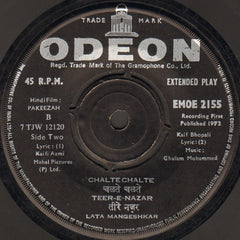 TRADE MARK
ODEON
Regd. Trade Mark of The Gramophone Co., Ltd.
45 R.P.M.
EXTENDED PLAY
Hindi Film:
PAKEEZAH
B
7 TJW 12120
Side Two
Lyric: (1)
Kaifi Azmi
Mahal Pictures
(P) Ltd.
EMOE 2155
Recording First
Published 1972
Kaif Bhopali
Lyric: (2)
Music:
Ghulam Mohammed
CHALTE CHALTE
चलते चलते
TEER-E-NAZAR
तीरे नज़र
LATA MANGESHKAR